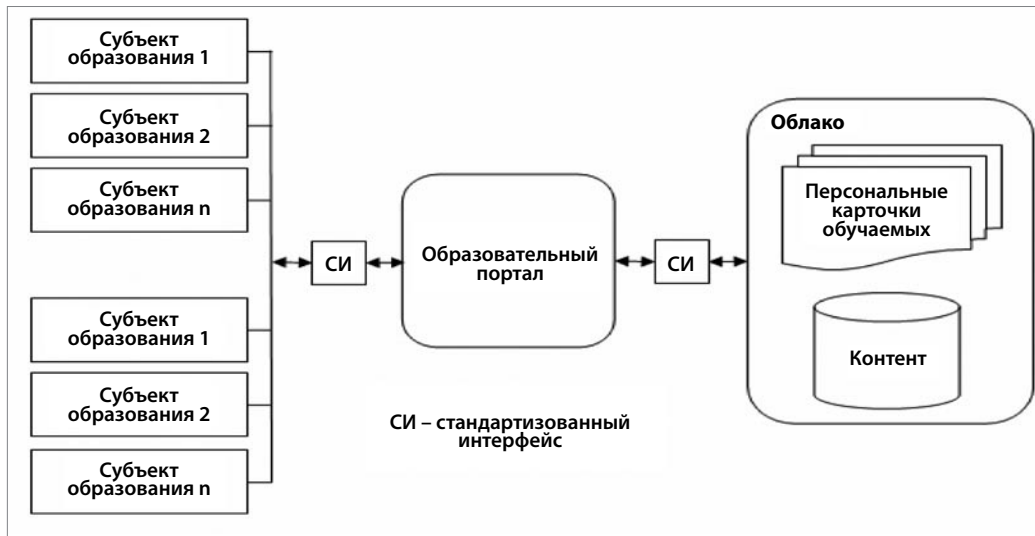 Субъект
образования 1
Субъект
образования 2
Субъект
образования n
Субъект
образования 1
Субъект
образования 2
Субъект
образования n
СИ
Образовательный
портал
СИ
Облако
Персональные
карточки
обучаемых
Контент
СИ – стандартизованный
интерфейс